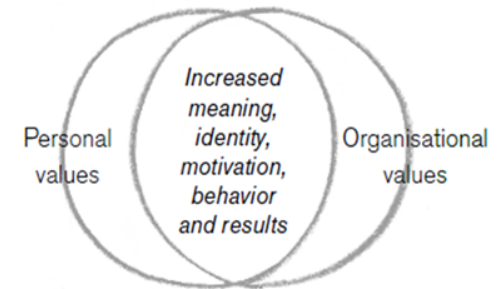 Increased
meaning,
identity,
motivation,
behavior
and results
Personal
values
Organisational
values